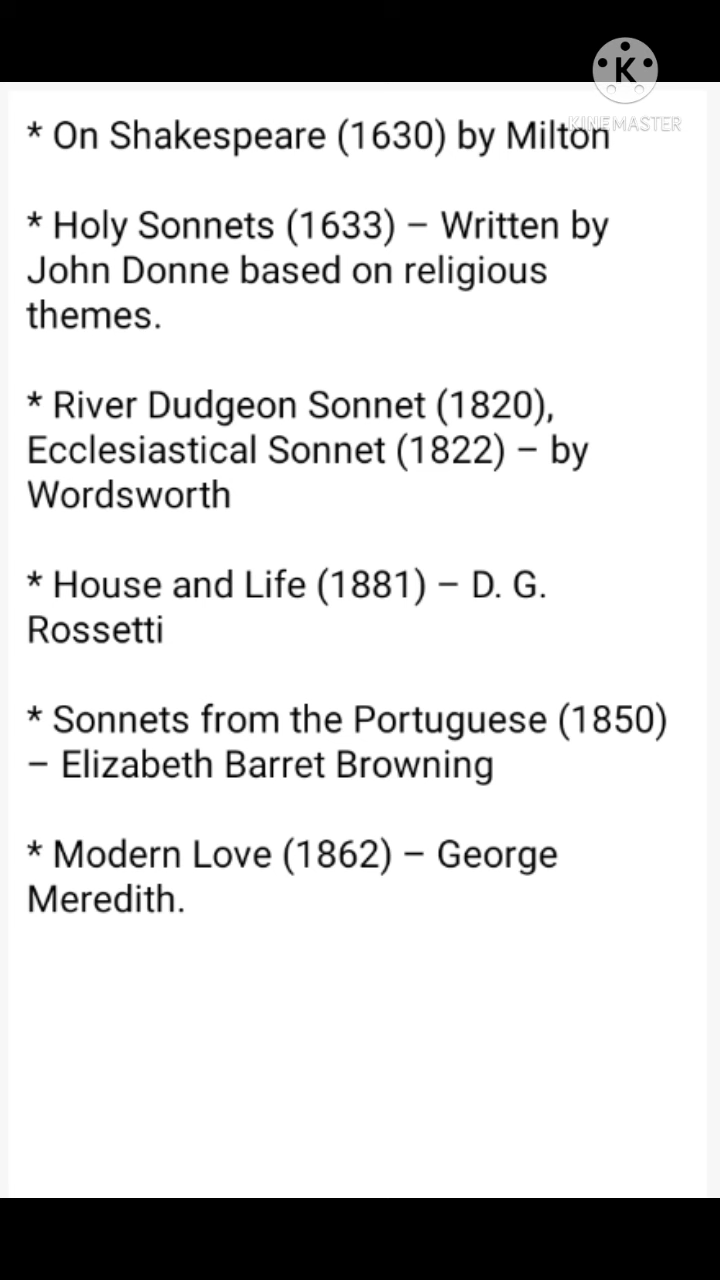 K
KINEMASTER
* On Shakespeare (1630) by Milton
* Holy Sonnets (1633) – Written by
John Donne based on religious
themes.
* River Dudgeon Sonnet (1820),
Ecclesiastical Sonnet (1822) – by
Wordsworth
* House and Life (1881) – D. G.
Rossetti
* Sonnets from the Portuguese (1850)
– Elizabeth Barret Browning
* Modern Love (1862) – George
Meredith.